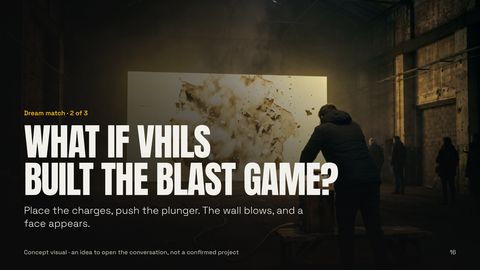 Dream match · 2 of 3
WHAT IF VHILS
BUILT THE BLAST GAME?
Place the charges, push the plunger. The wall blows, and a
face appears.
Concept visual - an idea to open the conversation, not a confirmed project
16